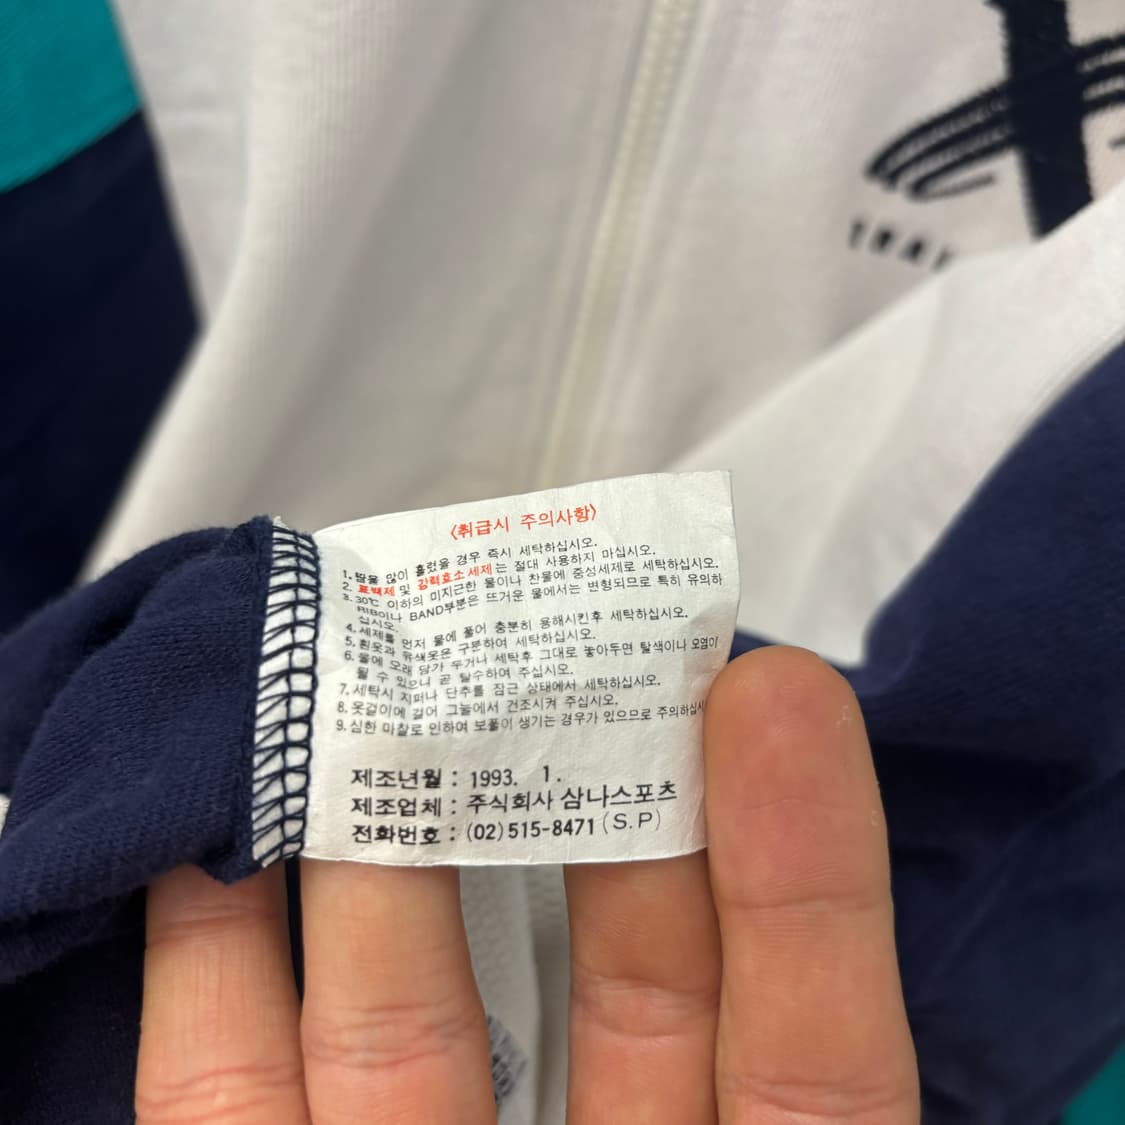 <취급시 주의사항>
1. 땀을 많이 흘렸을 경우 즉시 세탁하십시오.
2. 표백제 및 강력효소세제는 절대 사용하지 마십시오.
3. 30℃ 이하의 미지근한 물이나 찬물에 중성세제로 세탁하십시오.
RIB이나 BAND부분은 뜨거운 물에서는 변형되므로 특히 유의하
십시오.
4. 세제를 먼저 물에 풀어 충분히 용해시킨후 세탁하십시오.
5. 흰옷과 유색옷은 구분하여 세탁하십시오.
6. 물에 오래 담가 두거나 세탁후 그대로 놓아두면 탈색이나 오염이
될 수 있으니 곧 탈수하여 주십시오.
7. 세탁시 지퍼나 단추를 잠근 상태에서 세탁하십시오.
8. 옷걸이에 걸어 그늘에서 건조시켜 주십시오.
9. 심한 마찰로 인하여 보풀이 생기는 경우가 있으므로 주의하십시
제조년월 : 1993. 1.
제조업체 : 주식회사 삼나스포츠
전화번호 : (02)515-8471 (S.P)